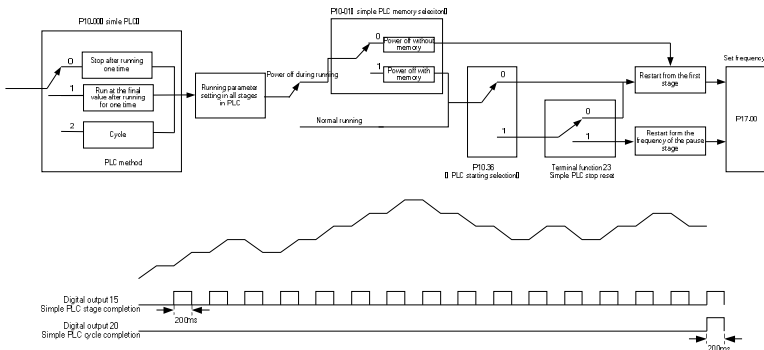 P10.00▯ simle PLC▯
0
Stop after running
one time
1
Run at the final
value after running
for one time
2
Cycle
PLC method
Running parameter
setting in all stages
in PLC
Power off during running
Normal running
P10.01▯ simple PLC memory seleciton▯
0
Power off without
memory
1
Power off with
memory
0
1
P10.36
▯ PLC starting selection▯
0
1
Terminal function 23
Simple PLC stop reset
Restart from the first
stage
Restart form the
frequency of the pause
stage
Set frequency
P17.00
Digital output 15
Simple PLC stage completion
200ms
Digital output 20
Simple PLC cycle completion
200ms